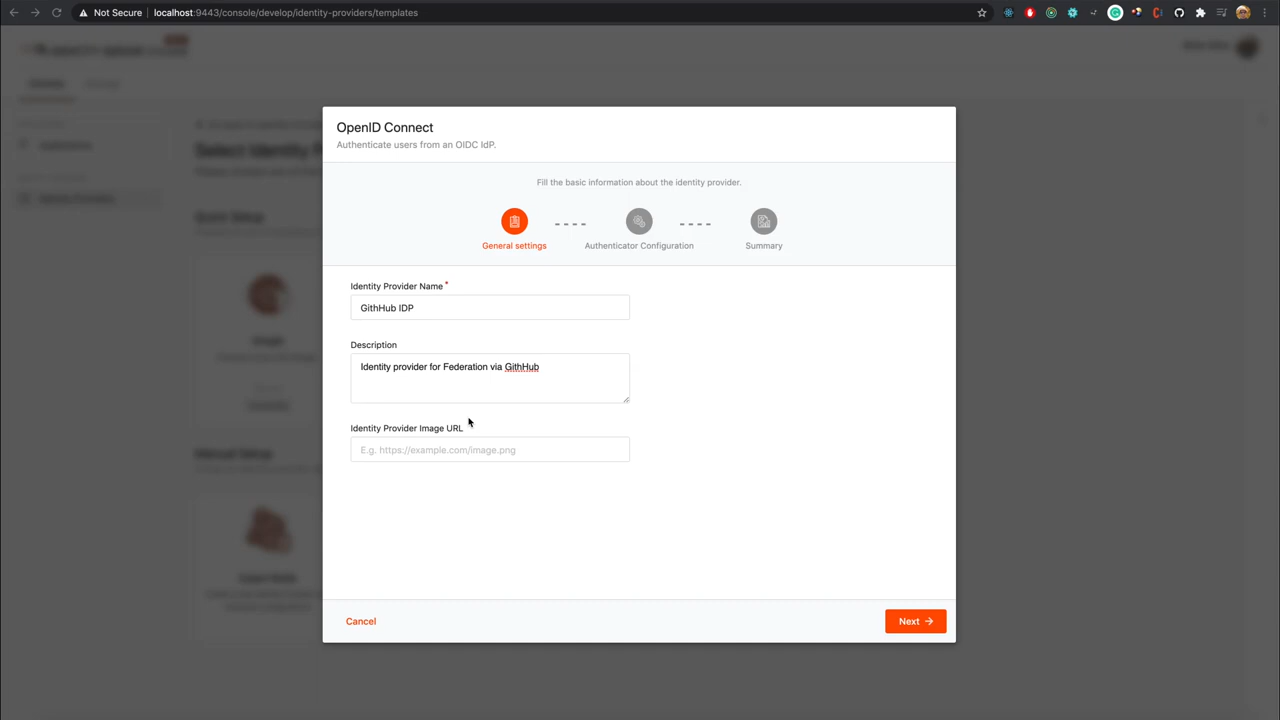 Not Secure localhost:9443/console/develop/identity-providers/templates
OpenID Connect
Authenticate users from an OIDC IdP.
Fill the basic information about the identity provider.
General settings
Authenticator Configuration
Summary
Identity Provider Name *
GithHub IDP
Description
Identity provider for Federation via GithHub
Identity Provider Image URL
E.g. https://example.com/image.png
Cancel
Next